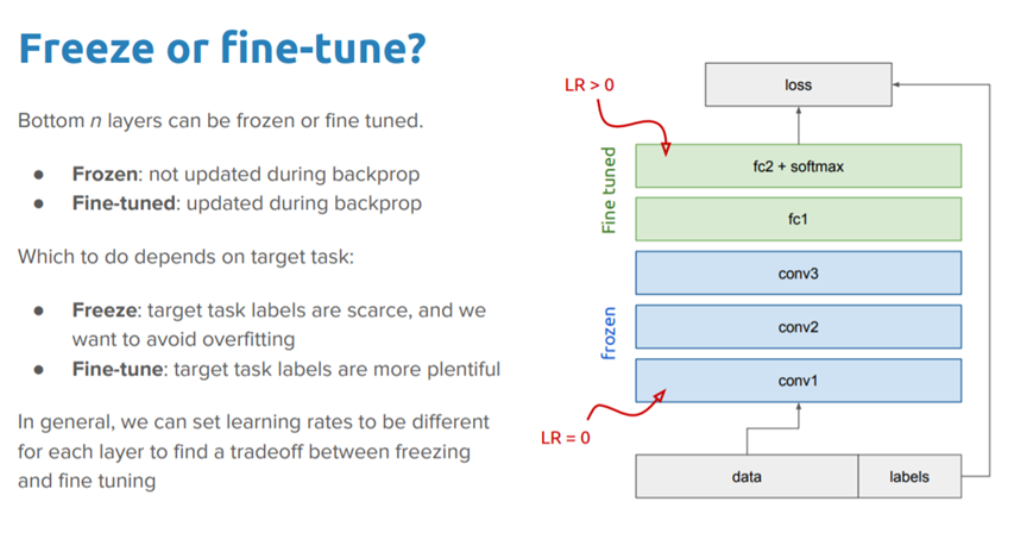 Freeze or fine-tune?
Bottom n layers can be frozen or fine tuned.
● Frozen: not updated during backprop
● Fine-tuned: updated during backprop
Which to do depends on target task:
● Freeze: target task labels are scarce, and we
want to avoid overfitting
● Fine-tune: target task labels are more plentiful
In general, we can set learning rates to be different
for each layer to find a tradeoff between freezing
and fine tuning
LR > 0
loss
Fine tuned
fc2 + softmax
fc1
conv3
frozen
conv2
conv1
LR = 0
data
labels